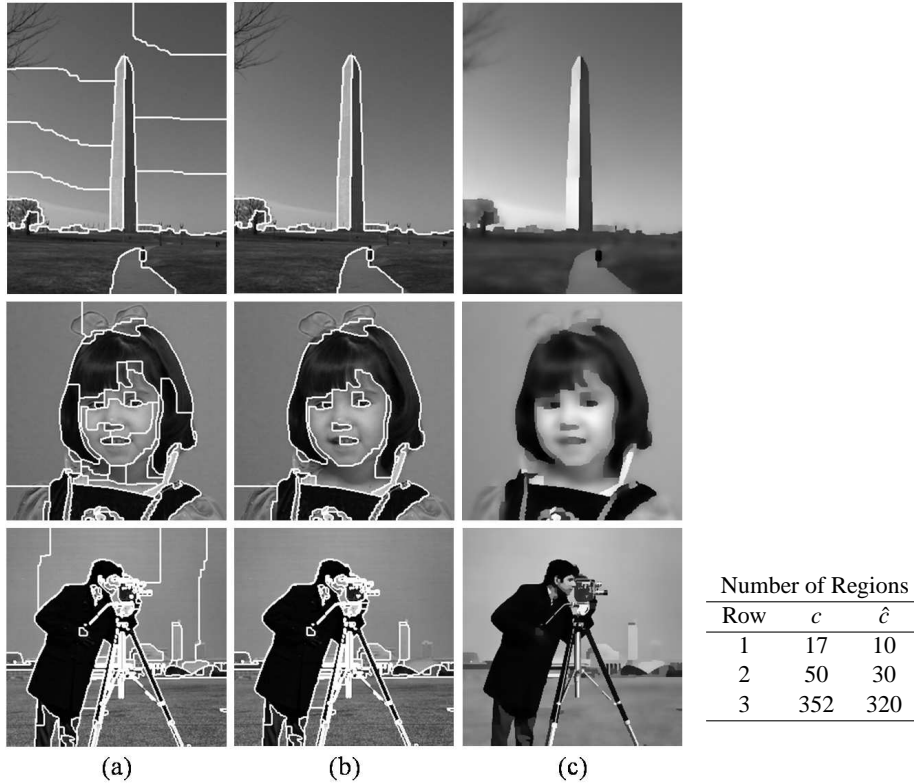 Number of Regions
Row c ĉ
1 17 10
2 50 30
3 352 320
(a) (b) (c)